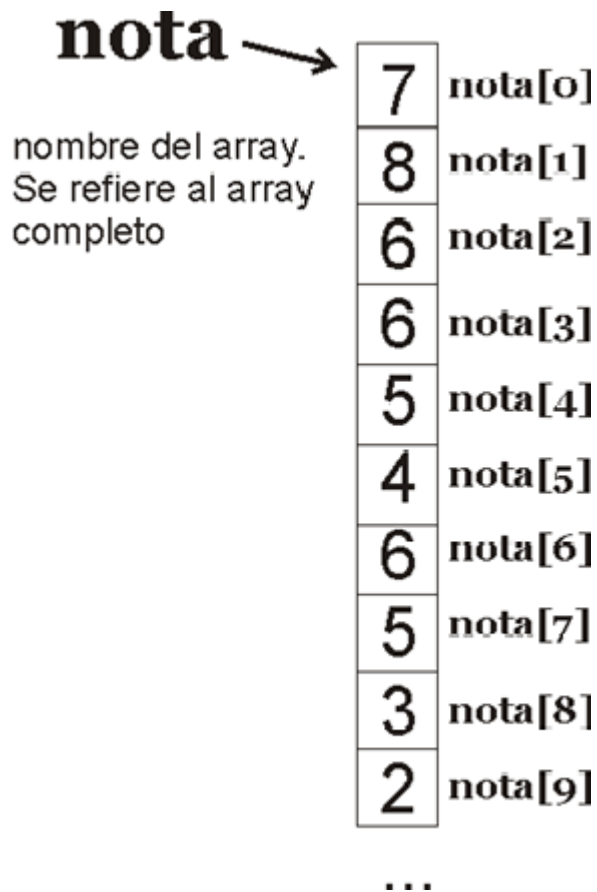 nota
7 nota[0]
nombre del array.
8 nota[1]
Se refiere al array
completo
6 nota[2]
6 nota[3]
5 nota[4]
4 nota[5]
6 nota[6]
5 nota[7]
3 nota[8]
2 nota[9]
...